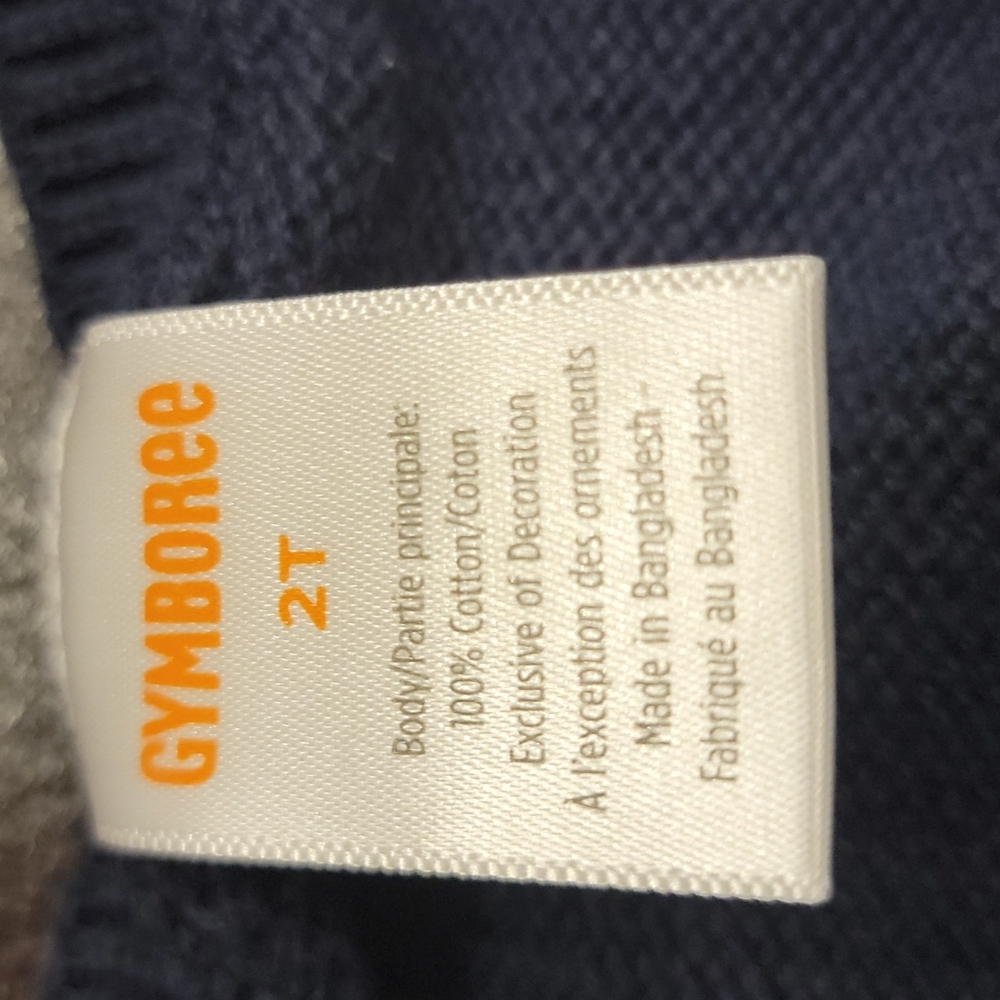 GYMBOREE
2T
Body/Partie principale:
100% Cotton/Coton
Exclusive of Decoration
À l'exception des ornements
Made in Bangladesh -
Fabriqué au Bangladesh